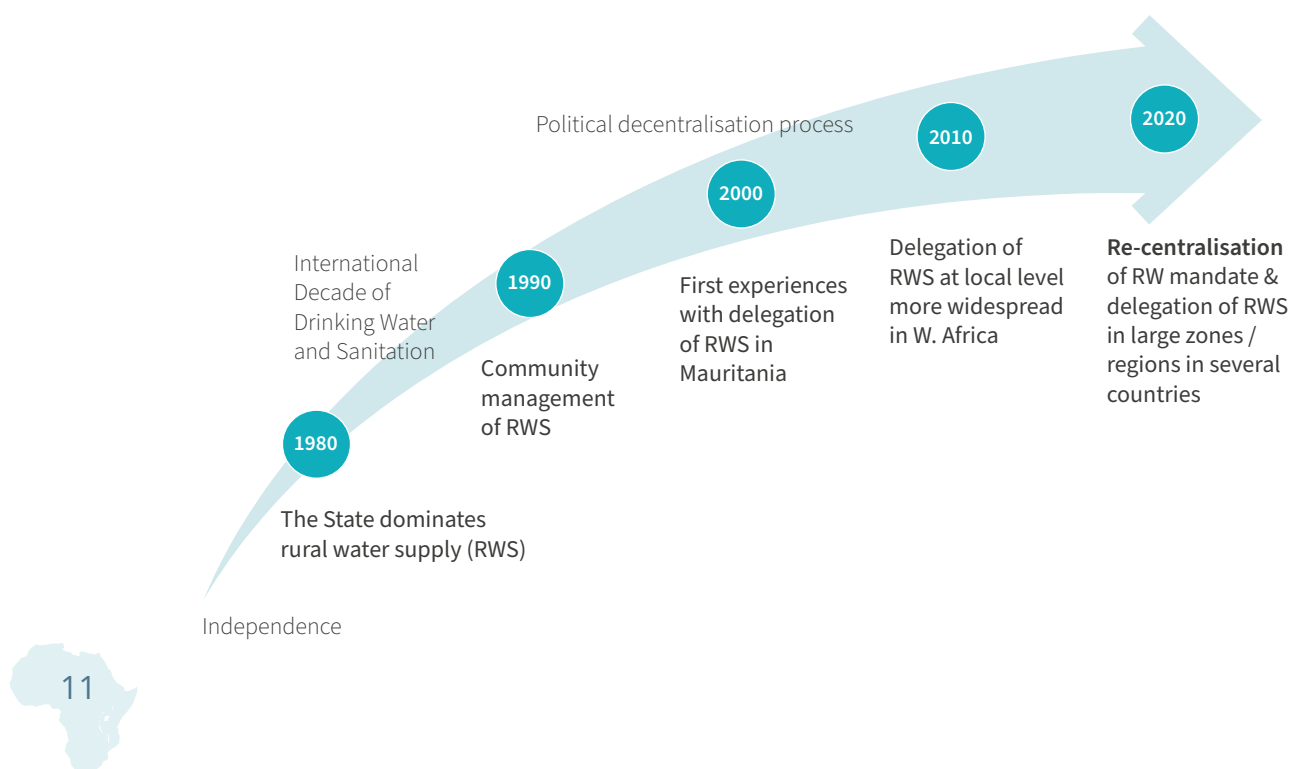 Political decentralisation process
2020
2010
2000
International
Decade of
Drinking Water
and Sanitation
1990
Delegation of
RWS at local level
more widespread
in W. Africa
Re-centralisation
of RW mandate &
delegation of RWS
in large zones /
regions in several
countries
First experiences
with delegation
of RWS in
Mauritania
Community
management
of RWS
1980
The State dominates
rural water supply (RWS)
Independence
11